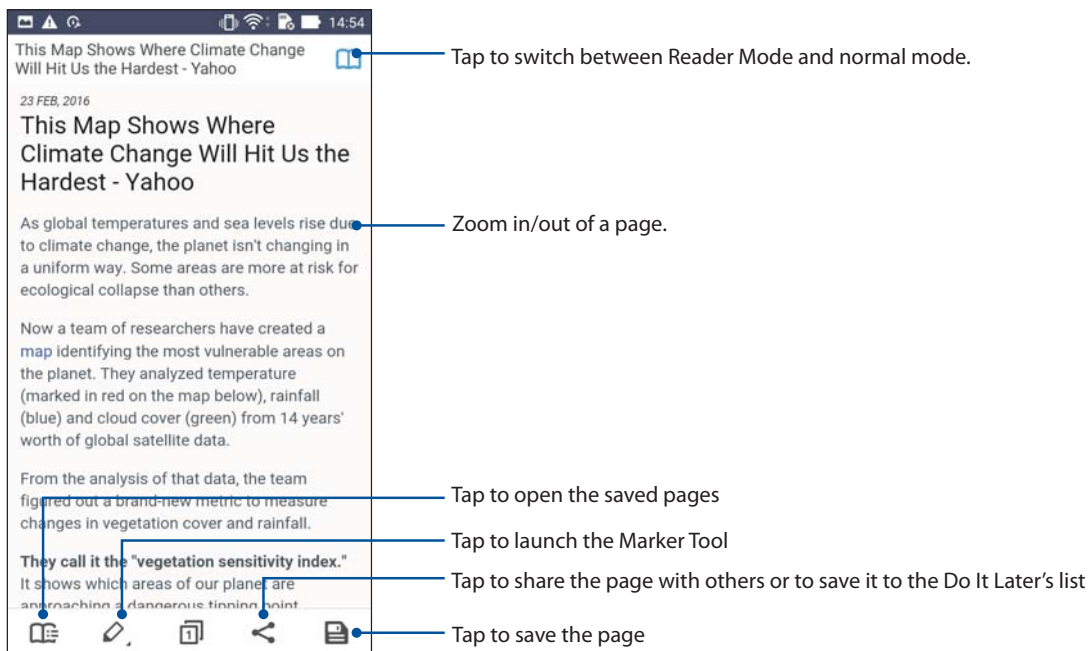 14:54
This Map Shows Where Climate Change
Will Hit Us the Hardest - Yahoo
Tap to switch between Reader Mode and normal mode.
23 FEB, 2016
This Map Shows Where
Climate Change Will Hit Us the
Hardest - Yahoo
As global temperatures and sea levels rise due
to climate change, the planet isn't changing in
a uniform way. Some areas are more at risk for
ecological collapse than others.
Zoom in/out of a page.
Now a team of researchers have created a
map identifying the most vulnerable areas on
the planet. They analyzed temperature
(marked in red on the map below), rainfall
(blue) and cloud cover (green) from 14 years'
worth of global satellite data.
From the analysis of that data, the team
figured out a brand-new metric to measure
changes in vegetation cover and rainfall.
They call it the "vegetation sensitivity index."
It shows which areas of our planet are
approaching a dangerous tipping point
Tap to open the saved pages
Tap to launch the Marker Tool
Tap to share the page with others or to save it to the Do It Later's list
1
Tap to save the page